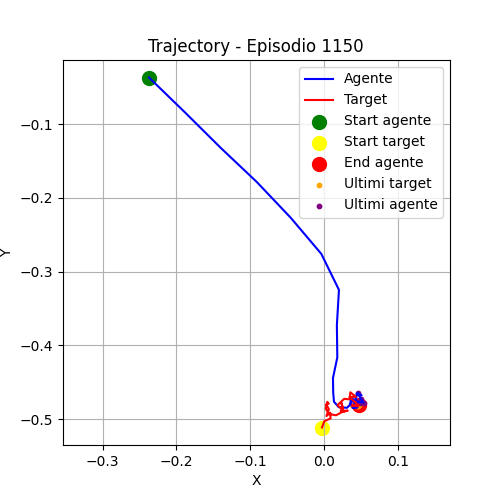 Trajectory - Episodio 1150
Agente
Target
Start agente
Start target
End agente
Ultimi target
Ultimi agente
Y
−0.1
−0.2
−0.3
−0.4
−0.5
−0.3
−0.2
−0.1
0.0
0.1
X